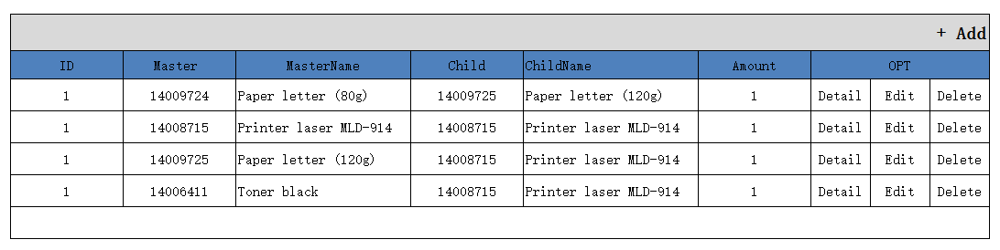 + Add
ID Master MasterName Child ChildName Amount OPT
1 14009724 Paper letter (80g) 14009725 Paper letter (120g) 1 Detail Edit Delete
1 14008715 Printer laser MLD-914 14008715 Printer laser MLD-914 1 Detail Edit Delete
1 14009725 Paper letter (120g) 14008715 Printer laser MLD-914 1 Detail Edit Delete
1 14006411 Toner black 14008715 Printer laser MLD-914 1 Detail Edit Delete